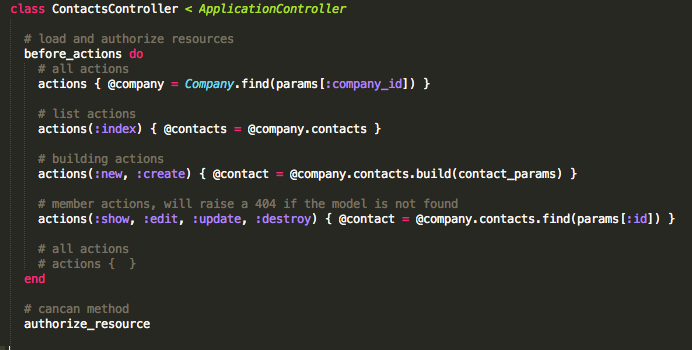 class ContactsController < ApplicationController
# load and authorize resources
before_actions do
# all actions
actions { @company = Company.find(params[:company_id]) }
# list actions
actions(:index) { @contacts = @company.contacts }
# building actions
actions(:new, :create) { @contact = @company.contacts.build(contact_params) }
# member actions, will raise a 404 if the model is not found
actions(:show, :edit, :update, :destroy) { @contact = @company.contacts.find(params[:id]) }
# all actions
# actions {  }
end
# cancan method
authorize_resource